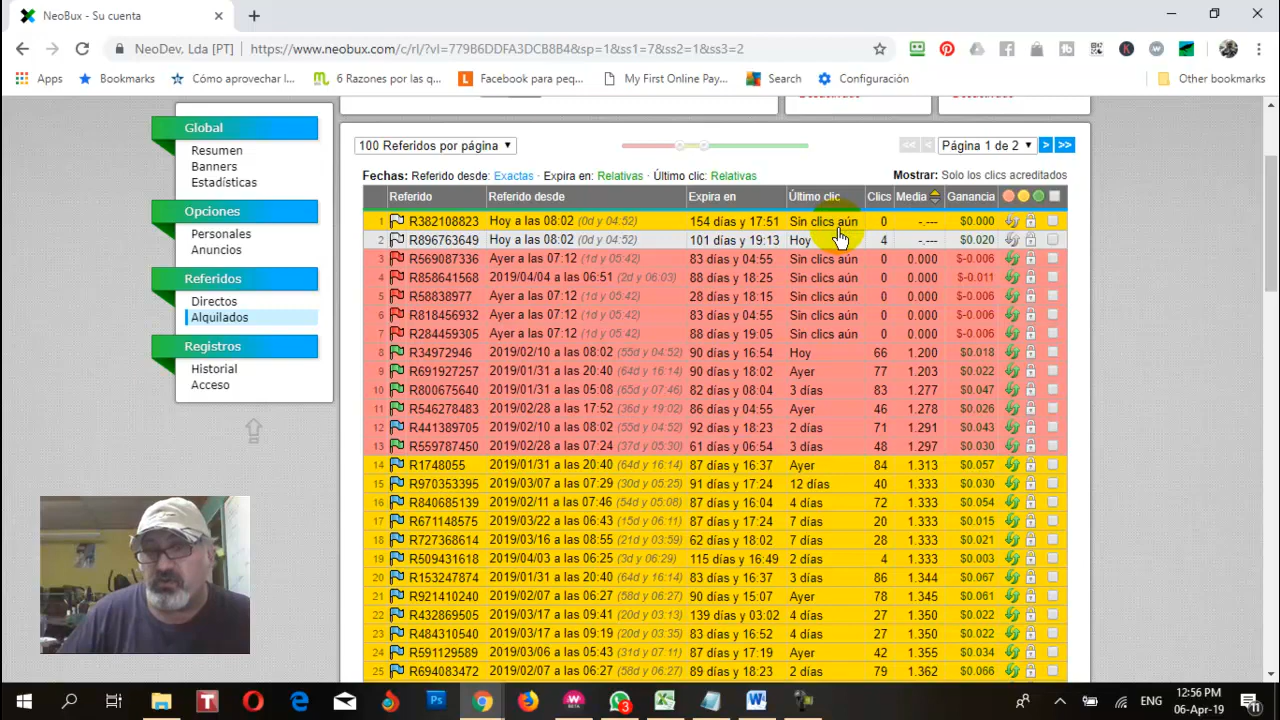 NeoBux - Su cuenta
NeoDev, Lda [PT] https://www.neobux.com/c/rl/?vl=779B6DDFA3DCB8B4&sp=1&ss1=7&ss2=1&ss3=2
Apps Bookmarks Cómo aprovechar l... 6 Razones por las q... Facebook para peq... My First Online Pay... Search Configuración Other bookmarks
Global
Resumen
Banners
Estadísticas
Opciones
Personales
Anuncios
Referidos
Directos
Alquilados
Registros
Historial
Acceso
100 Referidos por página Página 1 de 2
Fechas: Referido desde: Exactas · Expira en: Relativas · Último clic: Relativas Mostrar: Solo los clics acreditados
Referido Referido desde Expira en Último clic Clics Media Ganancia
1 R382108823 Hoy a las 08:02 (0d y 04:52) 154 días y 17:51 Sin clics aún 0 -.--- $0.000
2 R896763649 Hoy a las 08:02 (0d y 04:52) 101 días y 19:13 Hoy 4 -.--- $0.020
3 R569087336 Ayer a las 07:12 (1d y 05:42) 83 días y 04:55 Sin clics aún 0 0.000 $-0.006
4 R858641568 2019/04/04 a las 06:51 (2d y 06:03) 88 días y 18:25 Sin clics aún 0 0.000 $-0.011
5 R58838977 Ayer a las 07:12 (1d y 05:42) 28 días y 18:15 Sin clics aún 0 0.000 $-0.006
6 R818456932 Ayer a las 07:12 (1d y 05:42) 83 días y 04:55 Sin clics aún 0 0.000 $-0.006
7 R284459305 Ayer a las 07:12 (1d y 05:42) 88 días y 19:05 Sin clics aún 0 0.000 $-0.006
8 R34972946 2019/02/10 a las 08:02 (55d y 04:52) 90 días y 16:54 Hoy 66 1.200 $0.018
9 R691927257 2019/01/31 a las 20:40 (64d y 16:14) 90 días y 18:02 Ayer 77 1.203 $0.022
10 R800675640 2019/01/31 a las 05:08 (65d y 07:46) 82 días y 08:04 3 días 83 1.277 $0.047
11 R546278483 2019/02/28 a las 17:52 (36d y 19:02) 86 días y 04:55 Ayer 46 1.278 $0.026
12 R441389705 2019/02/10 a las 08:02 (55d y 04:52) 92 días y 18:23 2 días 71 1.291 $0.043
13 R559787450 2019/02/28 a las 07:24 (37d y 05:30) 61 días y 06:54 3 días 48 1.297 $0.030
14 R1748055 2019/01/31 a las 20:40 (64d y 16:14) 87 días y 16:37 Ayer 84 1.313 $0.057
15 R970353395 2019/03/07 a las 07:29 (30d y 05:25) 91 días y 17:24 12 días 40 1.333 $0.030
16 R840685139 2019/02/11 a las 07:46 (54d y 05:08) 87 días y 16:04 4 días 72 1.333 $0.054
17 R671148575 2019/03/22 a las 06:43 (15d y 06:11) 87 días y 17:24 7 días 20 1.333 $0.015
18 R727368614 2019/03/16 a las 08:55 (21d y 03:59) 62 días y 18:02 7 días 28 1.333 $0.021
19 R509431618 2019/04/03 a las 06:25 (3d y 06:29) 115 días y 16:49 2 días 4 1.333 $0.003
20 R153247874 2019/01/31 a las 20:40 (64d y 16:14) 83 días y 16:37 3 días 86 1.344 $0.067
21 R921410240 2019/02/07 a las 06:27 (58d y 06:27) 90 días y 15:07 Ayer 78 1.345 $0.061
22 R432869505 2019/03/17 a las 09:41 (20d y 03:13) 139 días y 03:02 4 días 27 1.350 $0.022
23 R484310540 2019/03/17 a las 09:19 (20d y 03:35) 83 días y 16:52 4 días 27 1.350 $0.022
24 R591129589 2019/03/06 a las 05:43 (31d y 07:11) 87 días y 17:19 Ayer 42 1.355 $0.034
25 R694083472 2019/02/07 a las 06:27 (58d y 06:27) 89 días y 18:23 2 días 79 1.362 $0.066
ENG 12:56 PM
06-Apr-19